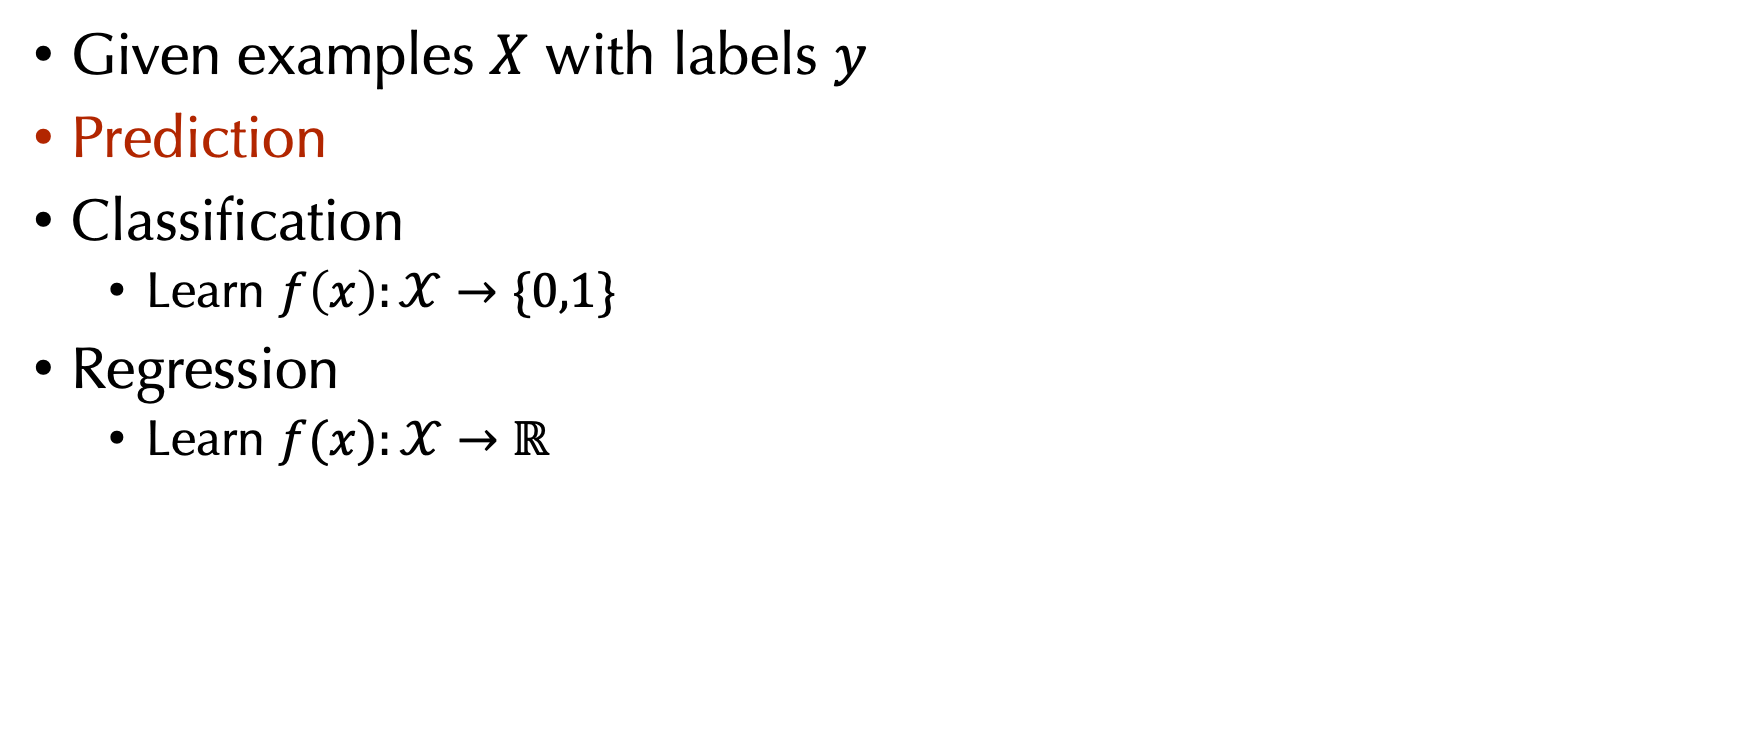 • Given examples 𝑋 with labels 𝑦
• Prediction
• Classification
• Learn 𝑓(𝑥): 𝒳 → {0,1}
• Regression
• Learn 𝑓(𝑥): 𝒳 → ℝ